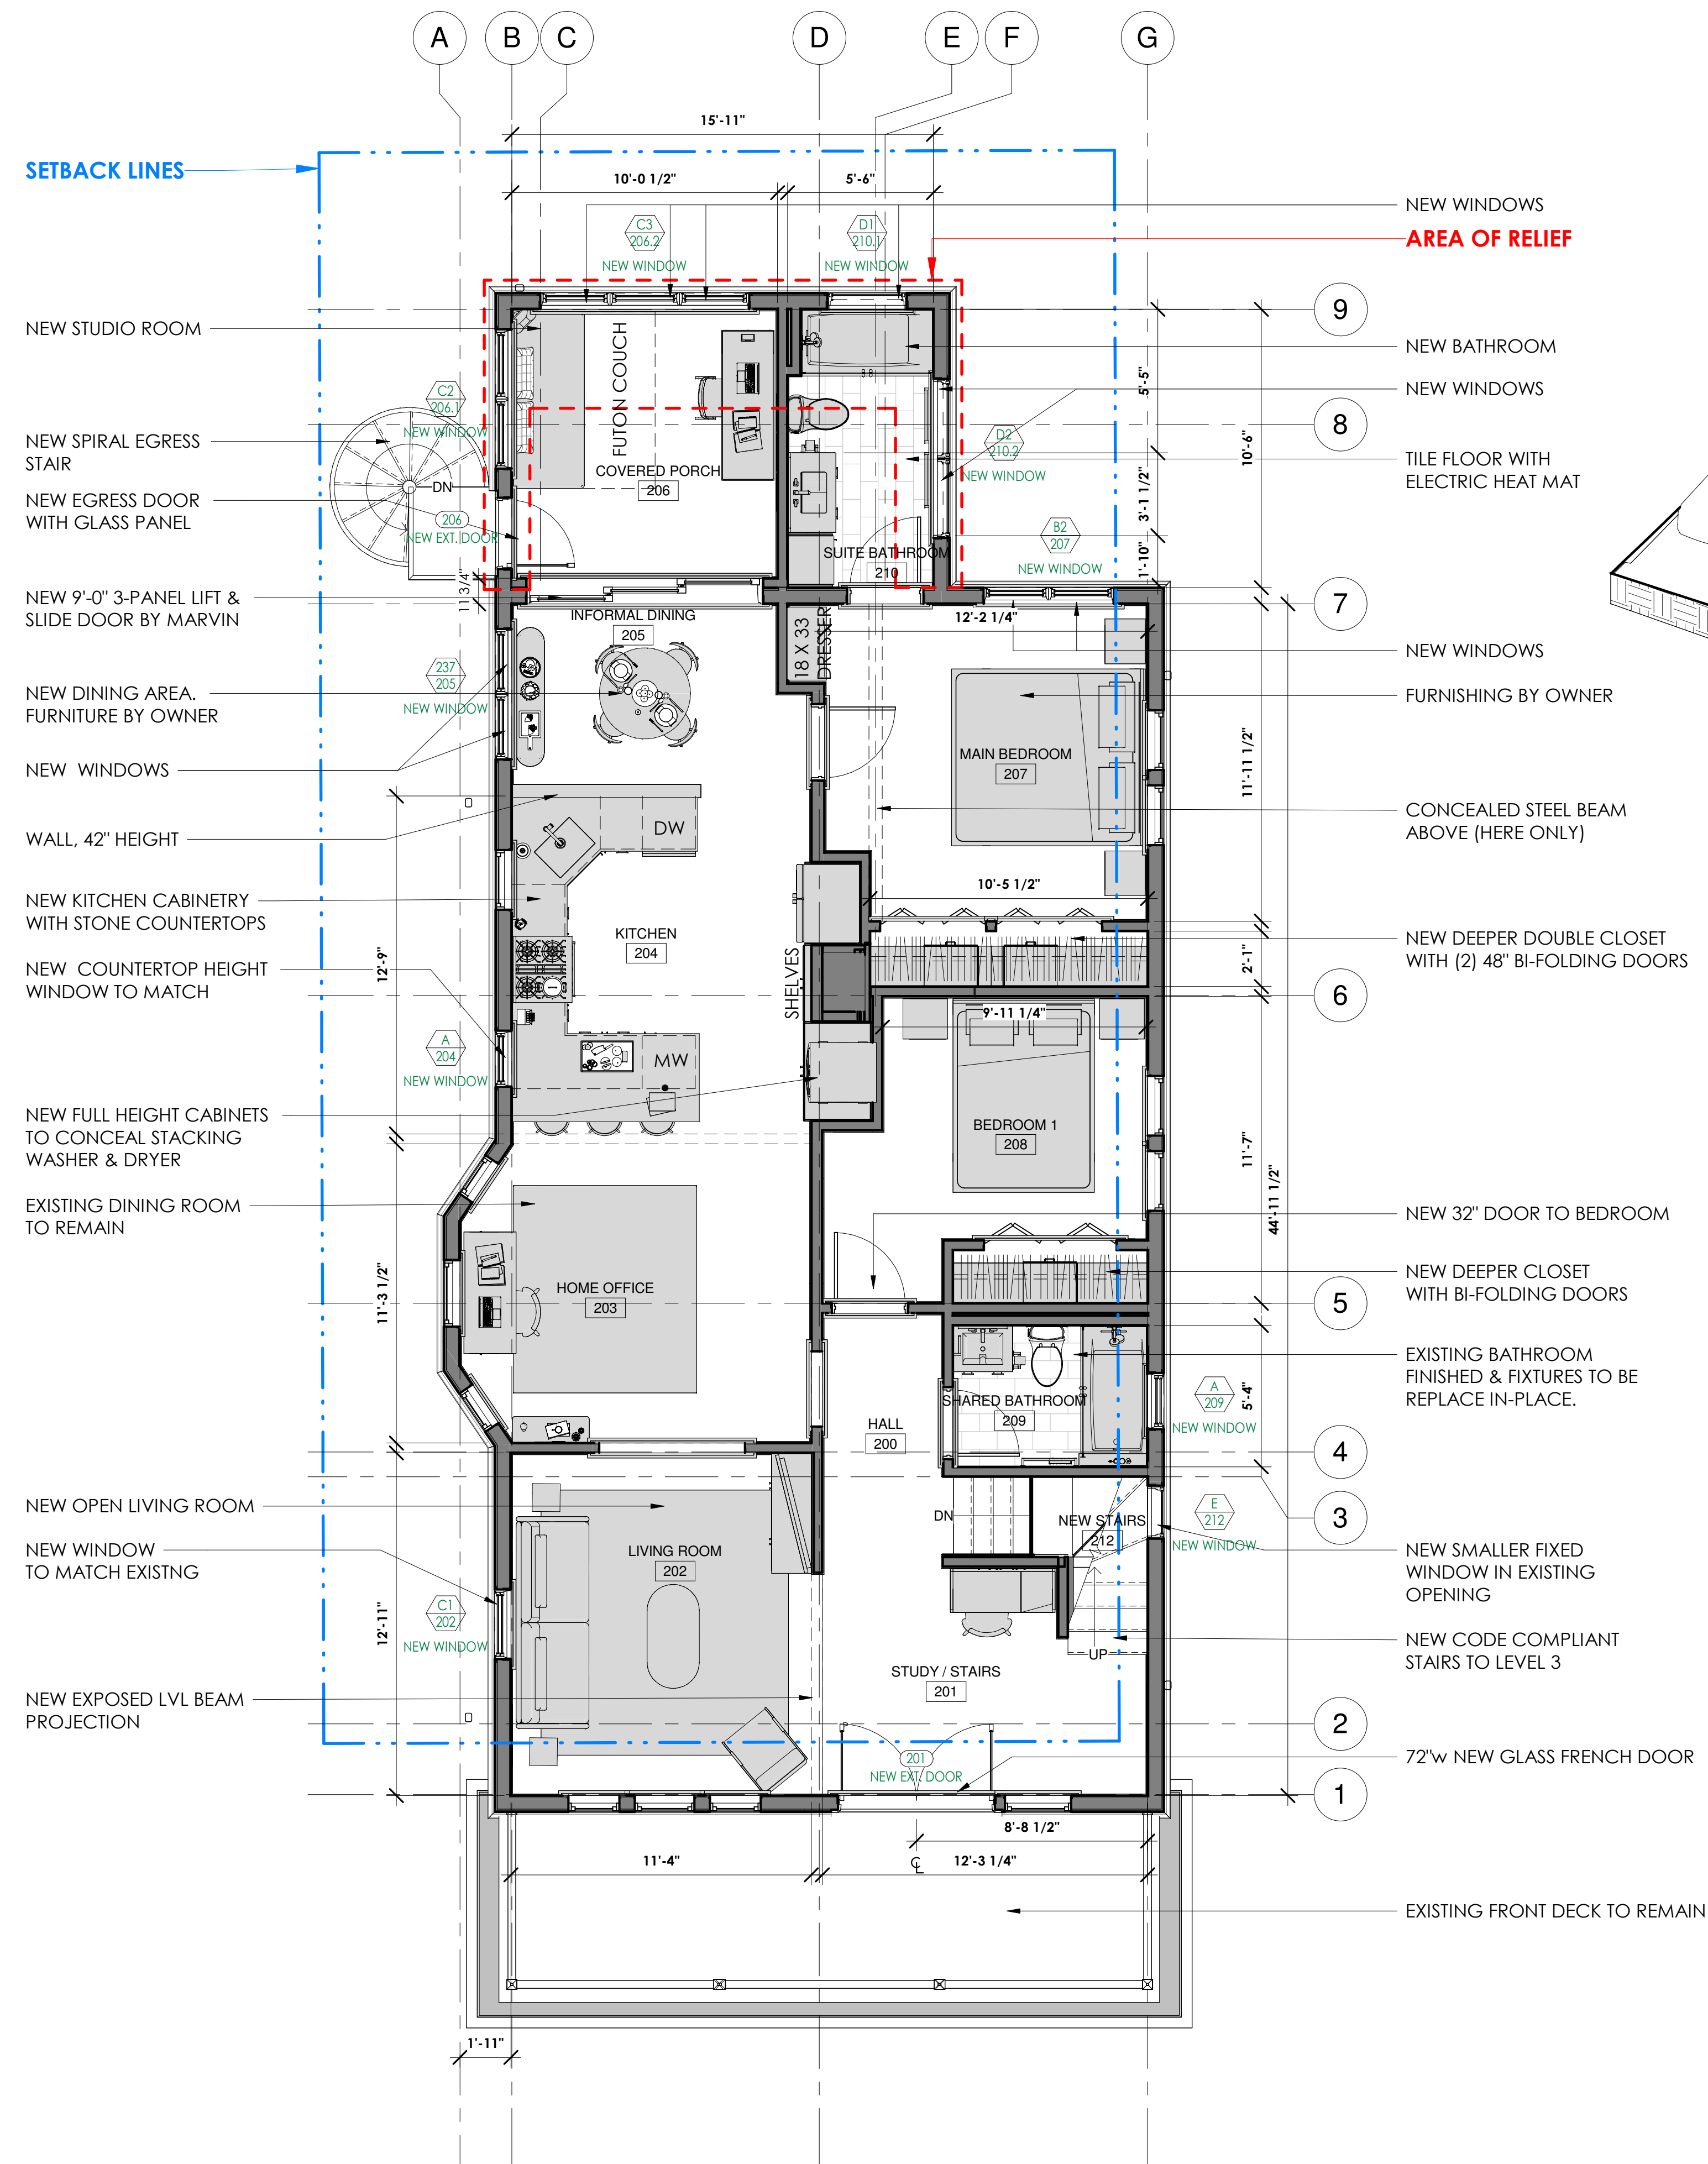 A B C D E F G
15'-11"
SETBACK LINES
10'-0 1/2"
5'-6"
NEW WINDOWS
C3
206.2
NEW WINDOW
D1
210.1
NEW WINDOW
AREA OF RELIEF
9
NEW STUDIO ROOM
NEW BATHROOM
FUTON COUCH
5'-5"
C2
206.1
NEW WINDOW
NEW WINDOWS
8
D2
210.2
NEW WINDOW
10'-6"
NEW SPIRAL EGRESS
STAIR
TILE FLOOR WITH
ELECTRIC HEAT MAT
COVERED PORCH
206
DN
NEW EGRESS DOOR
WITH GLASS PANEL
206
NEW EXT. DOOR
3'-1 1/2"
B2
207
NEW WINDOW
SUITE BATHROOM
210
1'-10"
11 3/4"
NEW 9'-0" 3-PANEL LIFT &
SLIDE DOOR BY MARVIN
7
INFORMAL DINING
205
12'-2 1/4"
18 X 33
DRESSER
NEW WINDOWS
237
205
NEW WINDOW
NEW DINING AREA.
FURNITURE BY OWNER
FURNISHING BY OWNER
MAIN BEDROOM
207
11'-11 1/2"
NEW WINDOWS
CONCEALED STEEL BEAM
ABOVE (HERE ONLY)
WALL, 42" HEIGHT
DW
10'-5 1/2"
NEW KITCHEN CABINETRY
WITH STONE COUNTERTOPS
KITCHEN
204
NEW DEEPER DOUBLE CLOSET
WITH (2) 48" BI-FOLDING DOORS
12'-9"
SHELVES
2'-1"
NEW COUNTERTOP HEIGHT
WINDOW TO MATCH
6
9'-11 1/4"
A
204
NEW WINDOW
MW
NEW FULL HEIGHT CABINETS
TO CONCEAL STACKING
WASHER & DRYER
BEDROOM 1
208
11'-7"
44'-11 1/2"
EXISTING DINING ROOM
TO REMAIN
NEW 32" DOOR TO BEDROOM
HOME OFFICE
203
11'-3 1/2"
NEW DEEPER CLOSET
WITH BI-FOLDING DOORS
5
EXISTING BATHROOM
FINISHED & FIXTURES TO BE
REPLACE IN-PLACE.
SHARED BATHROOM
209
A
209
NEW WINDOW
5'-4"
HALL
200
4
NEW OPEN LIVING ROOM
DN
NEW STAIRS
212
E
212
NEW WINDOW
3
NEW WINDOW
TO MATCH EXISTNG
LIVING ROOM
202
NEW SMALLER FIXED
WINDOW IN EXISTING
OPENING
C1
202
NEW WINDOW
12'-11"
UP
NEW CODE COMPLIANT
STAIRS TO LEVEL 3
STUDY / STAIRS
201
NEW EXPOSED LVL BEAM
PROJECTION
2
201
NEW EXT. DOOR
72"w NEW GLASS FRENCH DOOR
1
8'-8 1/2"
11'-4"
12'-3 1/4"
EXISTING FRONT DECK TO REMAIN
1'-11"